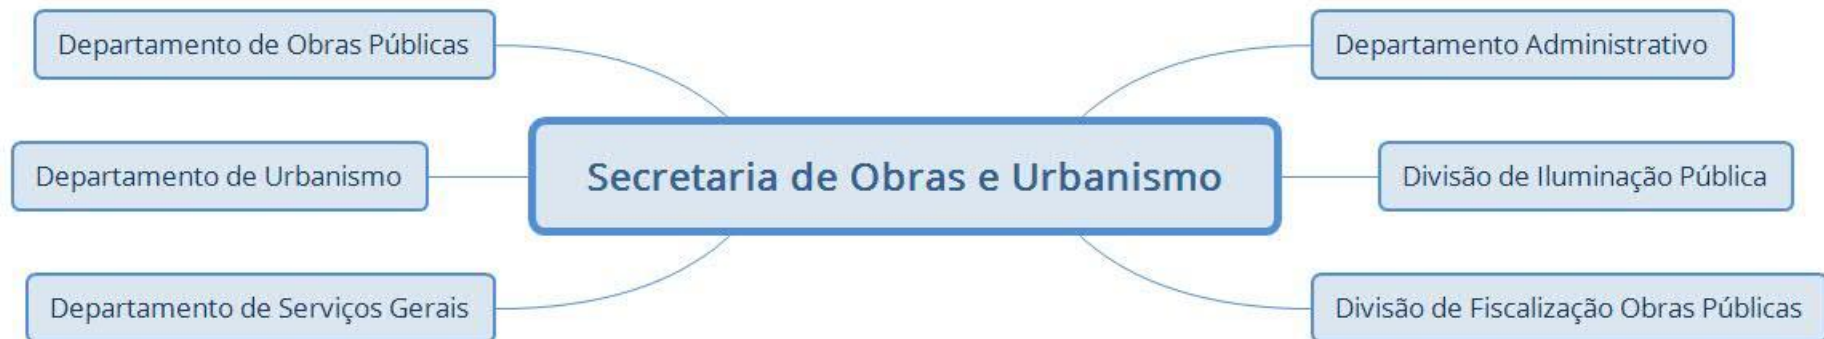 Departamento de Obras Públicas
Departamento Administrativo
Departamento de Urbanismo
Secretaria de Obras e Urbanismo
Divisão de Iluminação Pública
Departamento de Serviços Gerais
Divisão de Fiscalização Obras Públicas